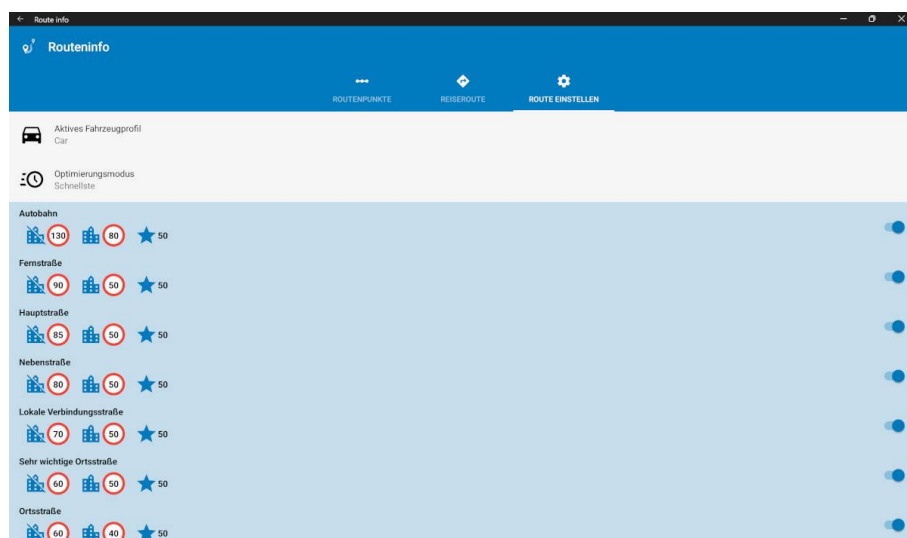 Route info
Routeninfo
ROUTENPUNKTE REISEROUTE ROUTE EINSTELLEN
Aktives Fahrzeugprofil
Car
Optimierungsmodus
Schnellste
Autobahn
130 80 50
Fernstraße
90 50 50
Hauptstraße
85 50 50
Nebenstraße
80 50 50
Lokale Verbindungsstraße
70 50 50
Sehr wichtige Ortsstraße
60 50 50
Ortsstraße
60 40 50